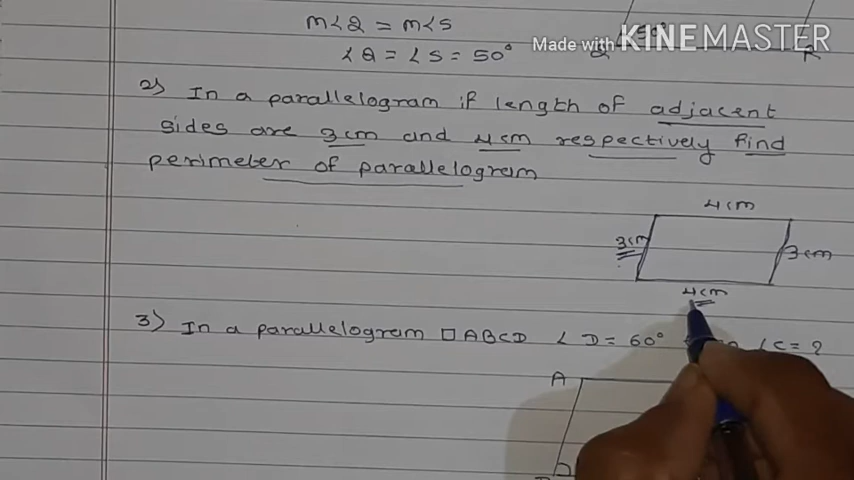 m∠Q = m∠S
∠Q = ∠S = 50°
50°
Q
R
Made with KINEMASTER
2) In a parallelogram if length of adjacent
sides are 3cm and 4cm respectively find
perimeter of parallelogram
4cm
3cm
3cm
4cm
3) In a parallelogram □ABCD ∠D = 60° ∠C = ?
A